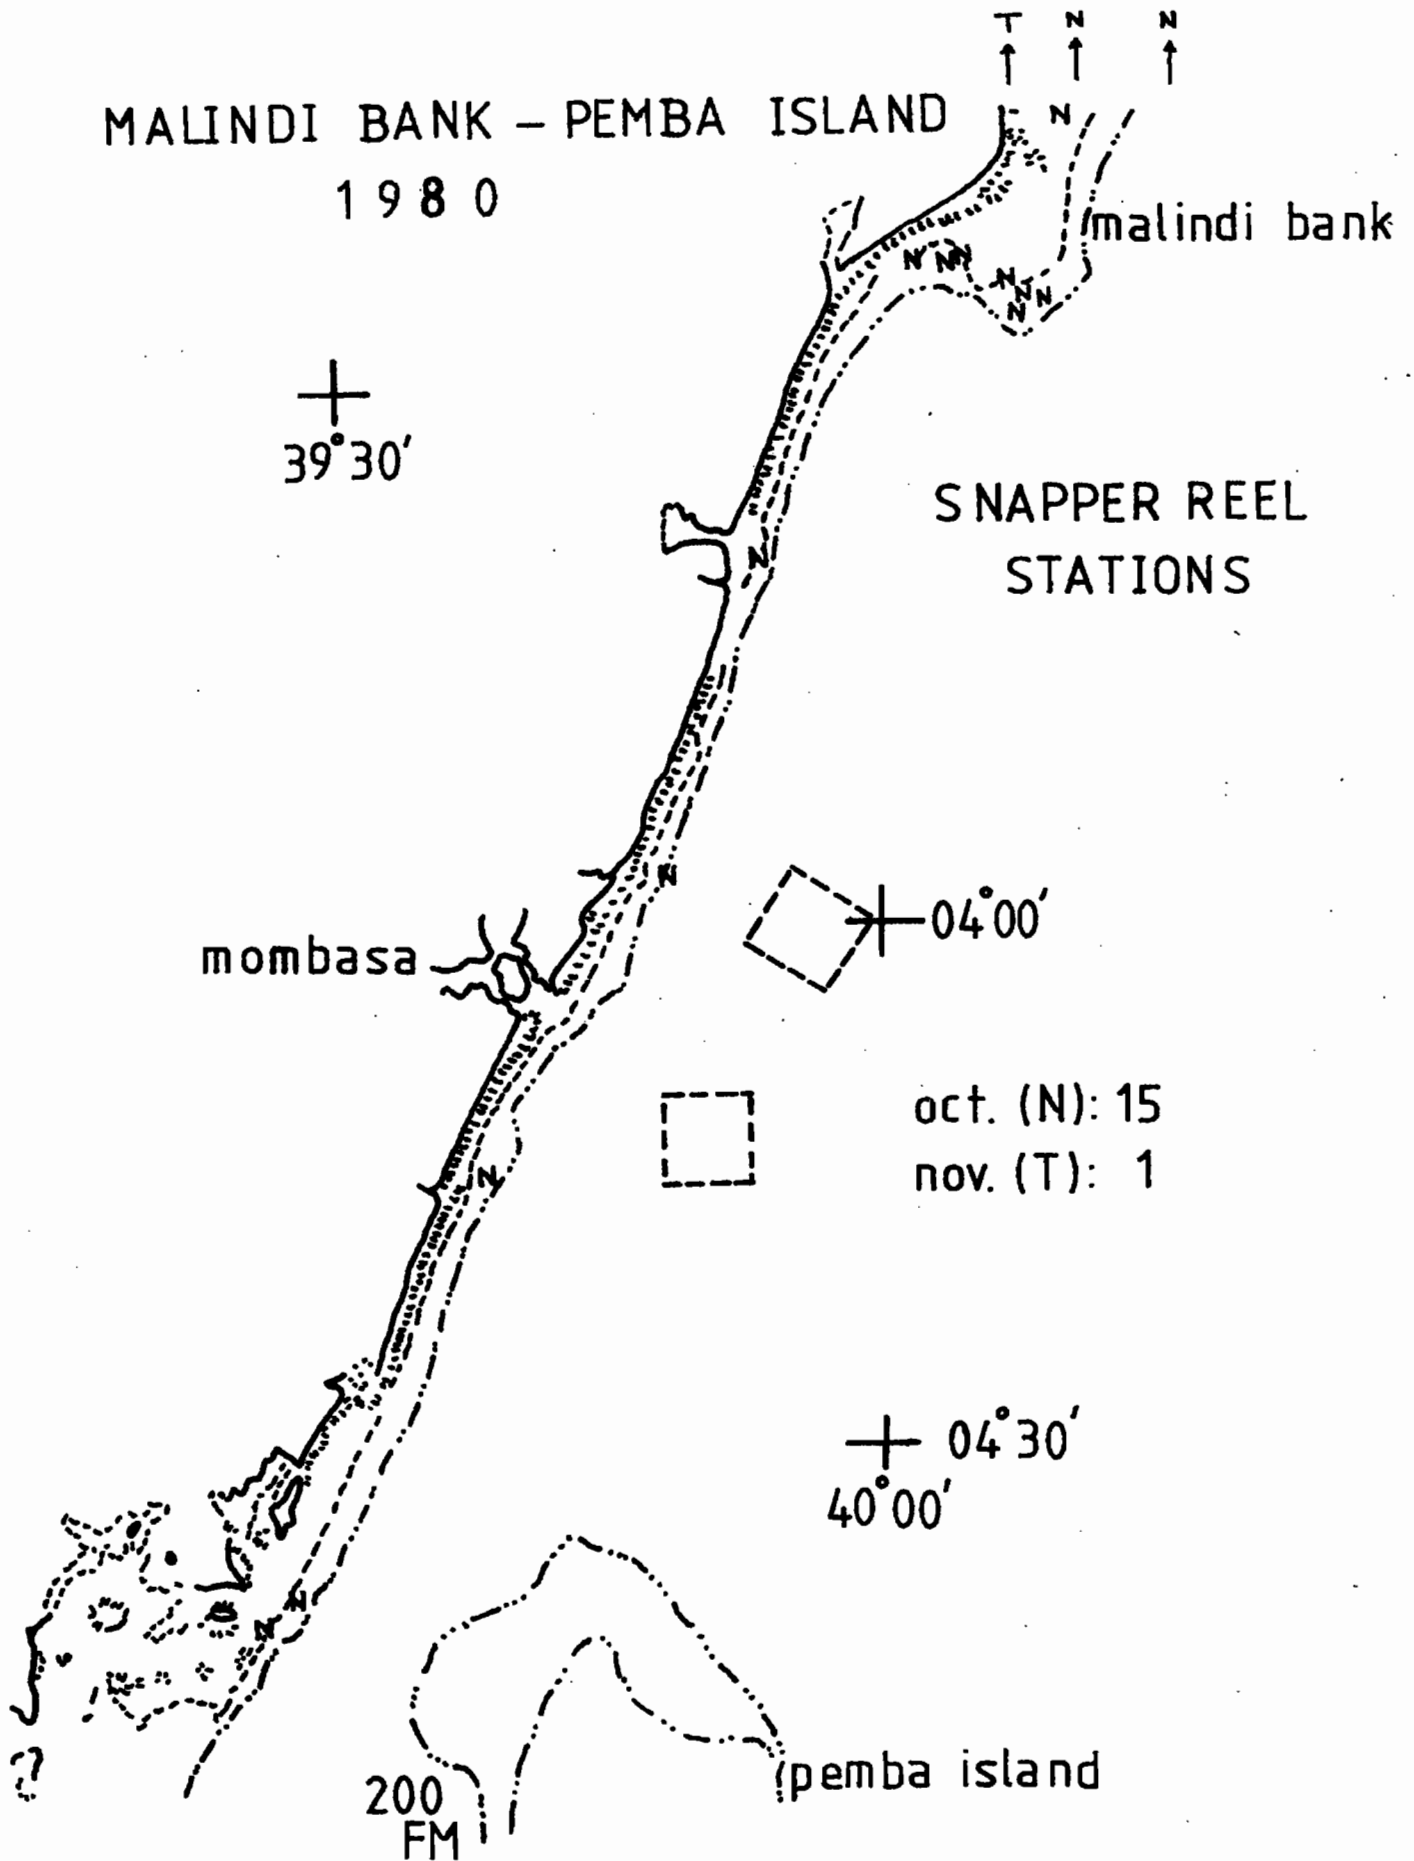 T N N
MALINDI BANK – PEMBA ISLAND
1980
N
malindi bank
N N N
N
N N
N
39°30'
SNAPPER REEL
STATIONS
N
N
04°00'
mombasa
oct. (N): 15
nov. (T): 1
N
04°30'
40°00'
N
N
pemba island
200
FM